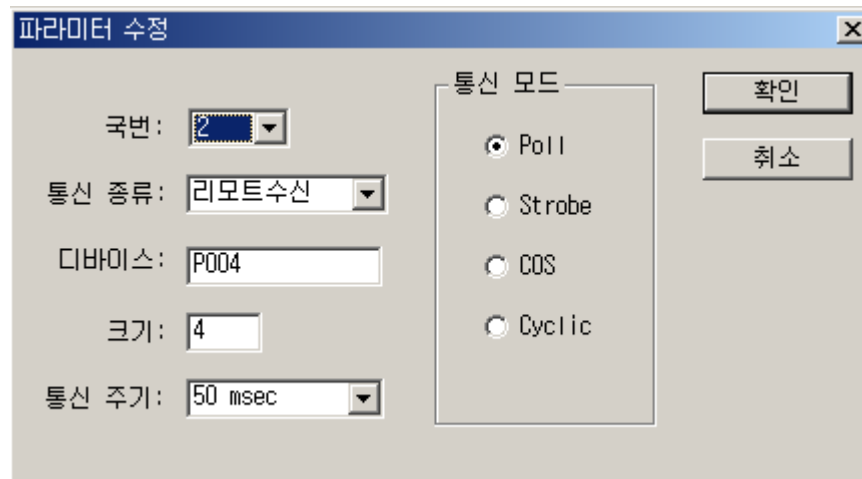 파라미터 수정
국번: 2
통신 종류: 리모트수신
디바이스: P004
크기: 4
통신 주기: 50 msec
통신 모드
Poll
Strobe
COS
Cyclic
확인
취소